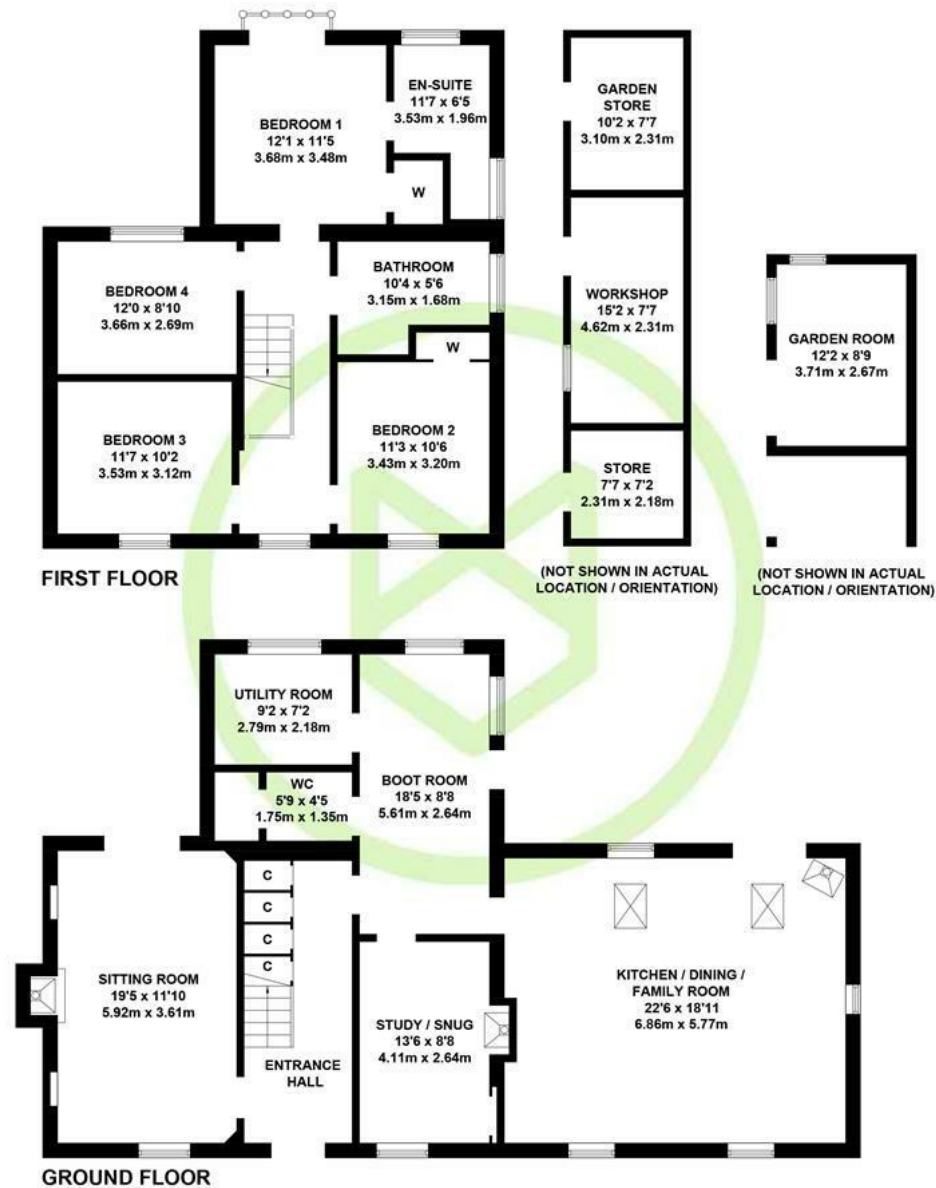 EN-SUITE
11'7 x 6'5
3.53m x 1.96m
BEDROOM 1
12'1 x 11'5
3.68m x 3.48m
W
GARDEN
STORE
10'2 x 7'7
3.10m x 2.31m
BEDROOM 4
12'0 x 8'10
3.66m x 2.69m
BATHROOM
10'4 x 5'6
3.15m x 1.68m
W
WORKSHOP
15'2 x 7'7
4.62m x 2.31m
GARDEN ROOM
12'2 x 8'9
3.71m x 2.67m
BEDROOM 3
11'7 x 10'2
3.53m x 3.12m
BEDROOM 2
11'3 x 10'6
3.43m x 3.20m
STORE
7'7 x 7'2
2.31m x 2.18m
FIRST FLOOR
(NOT SHOWN IN ACTUAL
LOCATION / ORIENTATION)
(NOT SHOWN IN ACTUAL
LOCATION / ORIENTATION)
UTILITY ROOM
9'2 x 7'2
2.79m x 2.18m
WC
5'9 x 4'5
1.75m x 1.35m
BOOT ROOM
18'5 x 8'8
5.61m x 2.64m
C
C
C
C
SITTING ROOM
19'5 x 11'10
5.92m x 3.61m
ENTRANCE
HALL
STUDY / SNUG
13'6 x 8'8
4.11m x 2.64m
KITCHEN / DINING /
FAMILY ROOM
22'6 x 18'11
6.86m x 5.77m
GROUND FLOOR